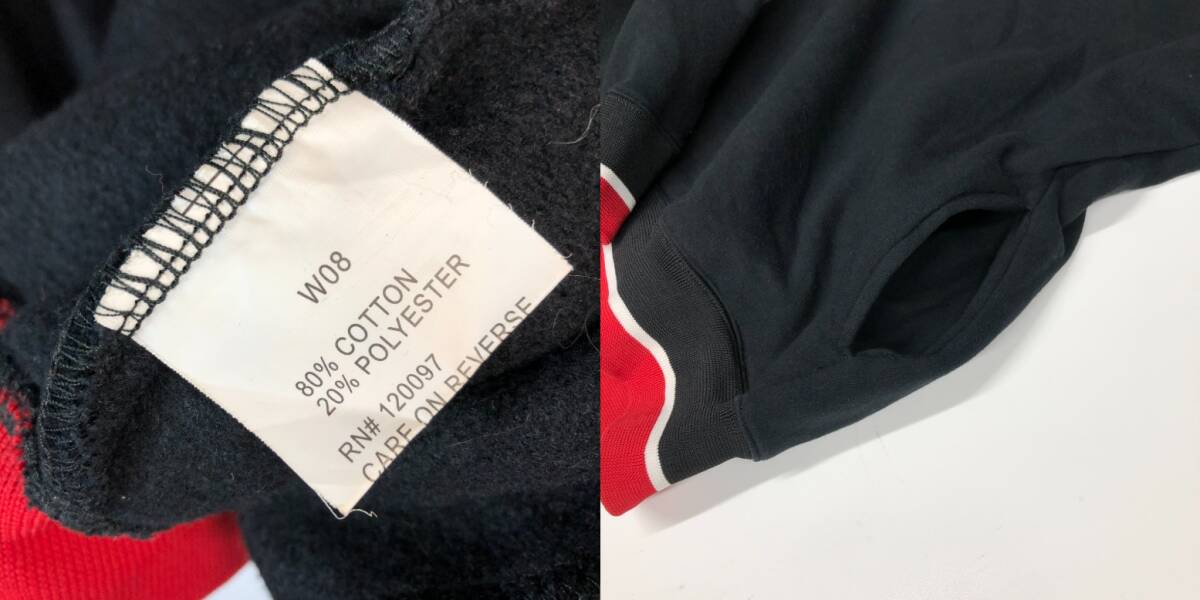 W08
80% COTTON
20% POLYESTER
RN# 120097
CARE ON REVERSE